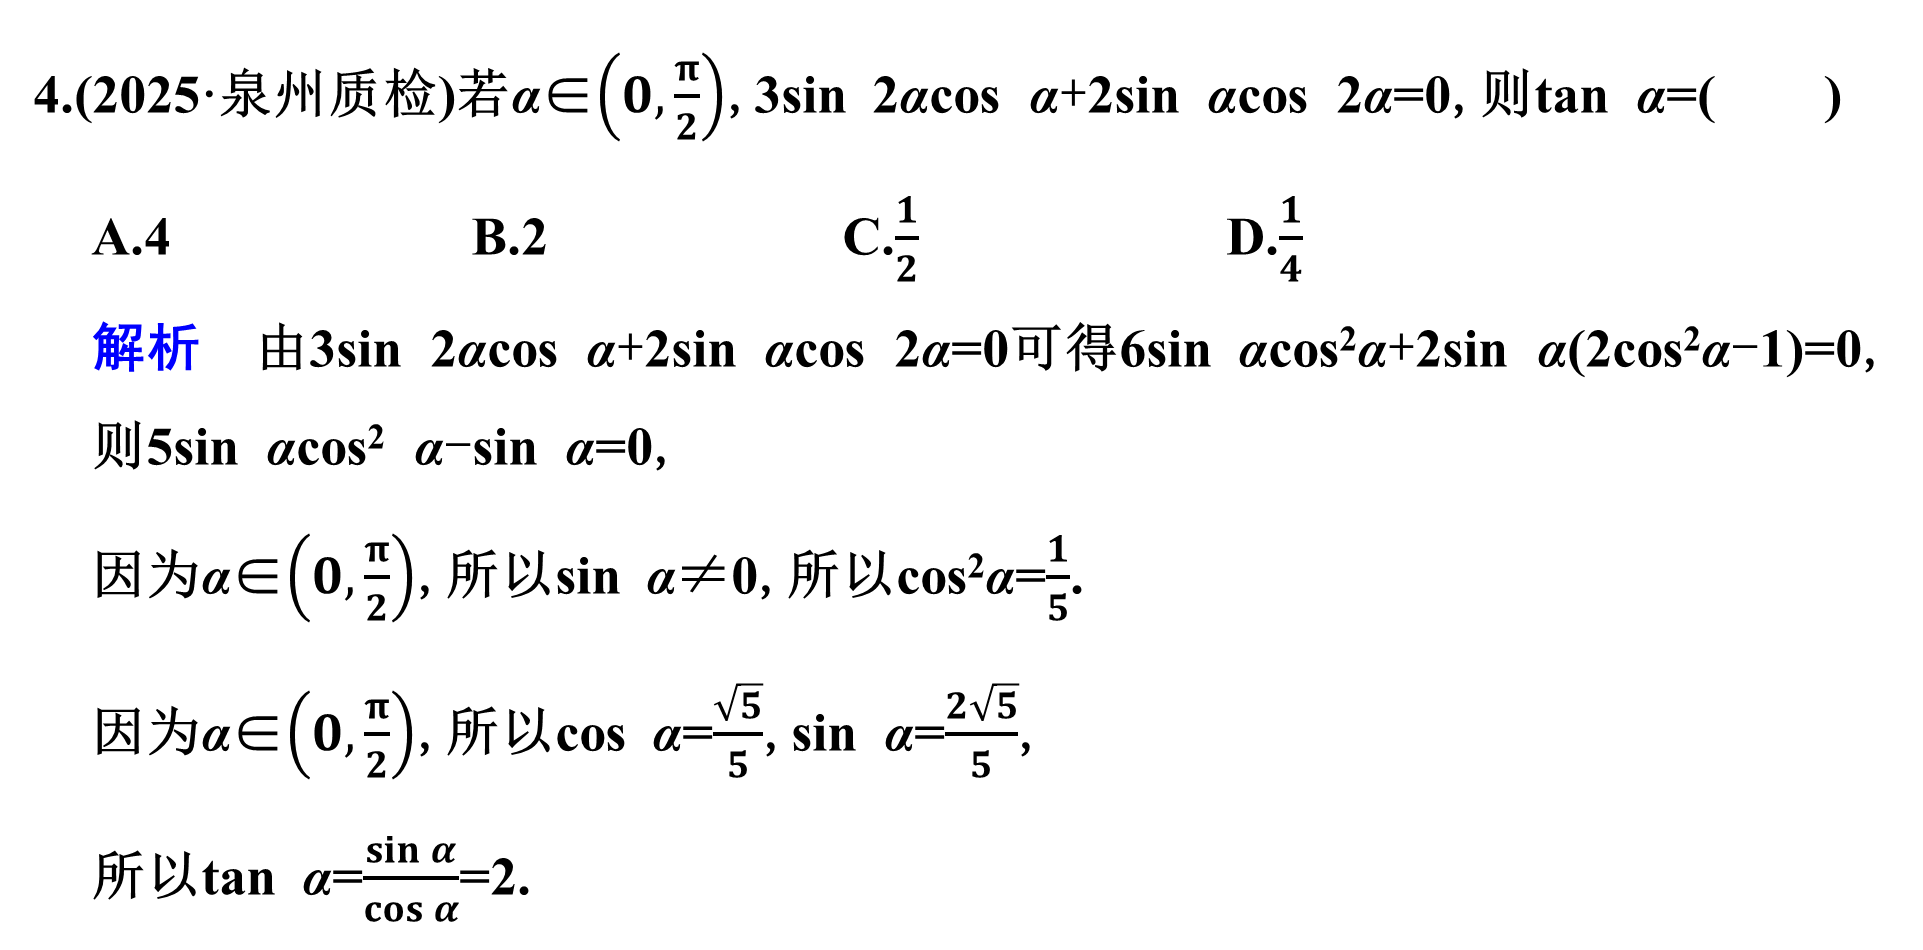 4.(2025·泉州质检)若α∈(0,π/2),3sin 2αcos α+2sin αcos 2α=0,则tan α=(  )
A.4 B.2 C.1/2 D.1/4
解析 由3sin 2αcos α+2sin αcos 2α=0可得6sin αcos²α+2sin α(2cos²α−1)=0,
则5sin αcos² α−sin α=0,
因为α∈(0,π/2),所以sin α≠0,所以cos²α=1/5.
因为α∈(0,π/2),所以cos α=√5/5,sin α=2√5/5,
所以tan α=sin α/cos α=2.